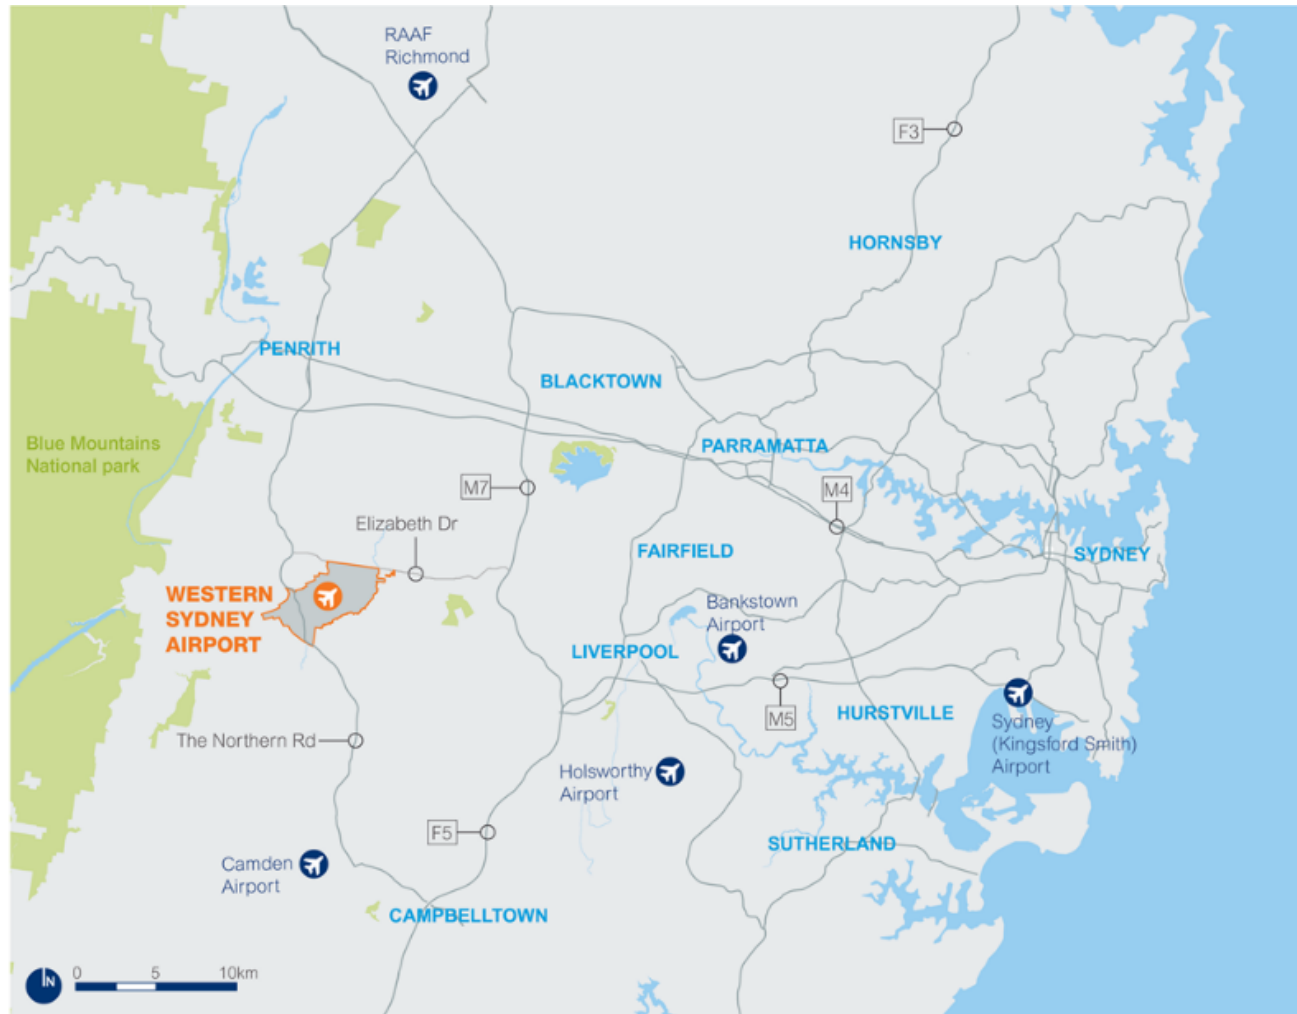 RAAF
Richmond
F3
HORNSBY
PENRITH
BLACKTOWN
Blue Mountains
National park
PARRAMATTA
M7
M4
Elizabeth Dr
FAIRFIELD
SYDNEY
WESTERN
SYDNEY
AIRPORT
Bankstown
Airport
LIVERPOOL
M5
HURSTVILLE
Sydney
(Kingsford Smith)
Airport
The Northern Rd
Holsworthy
Airport
F5
SUTHERLAND
Camden
Airport
CAMPBELLTOWN
N
0 5 10km